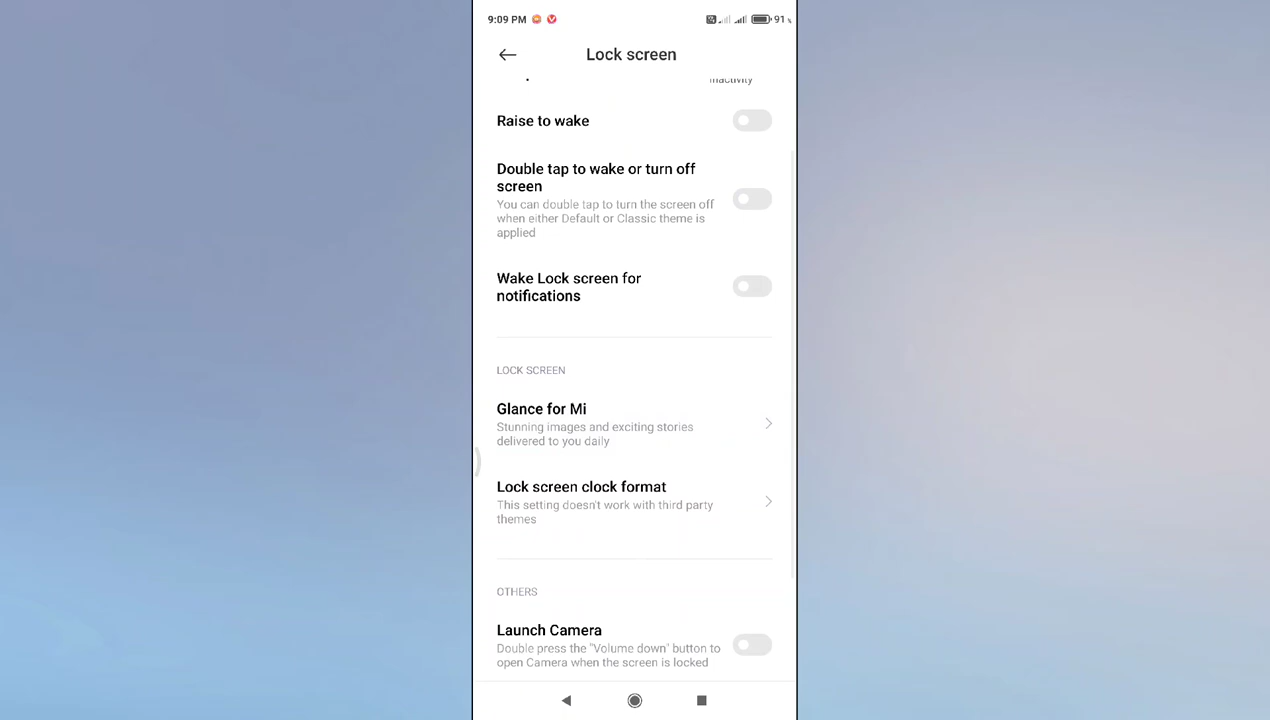 9:09 PM
91
Lock screen
inactivity
Raise to wake
Double tap to wake or turn off
screen
You can double tap to turn the screen off
when either Default or Classic theme is
applied
Wake Lock screen for
notifications
LOCK SCREEN
Glance for Mi
Stunning images and exciting stories
delivered to you daily
Lock screen clock format
This setting doesn't work with third party
themes
OTHERS
Launch Camera
Double press the "Volume down" button to
open Camera when the screen is locked